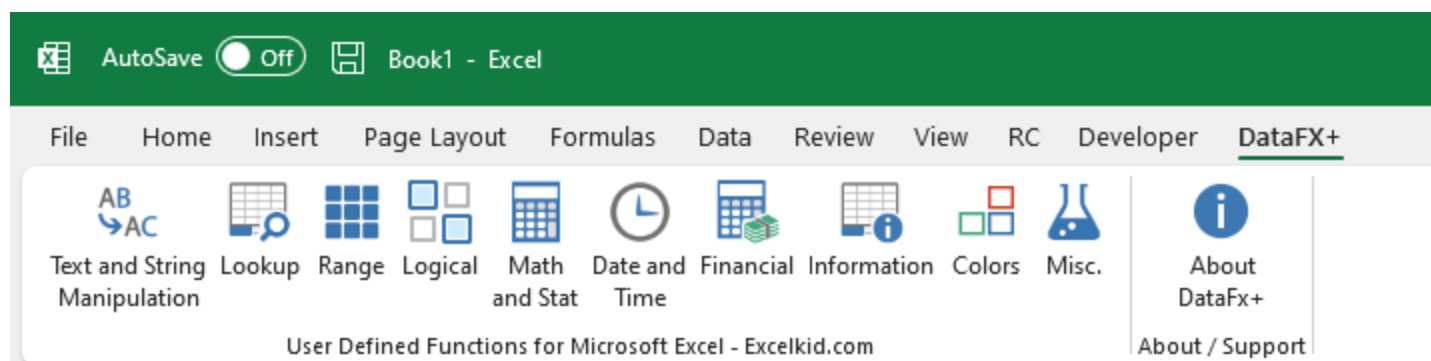 AutoSave Off Book1 - Excel
File Home Insert Page Layout Formulas Data Review View RC Developer DataFX+
AB
AC
Text and String Lookup Range Logical Math Date and Financial Information Colors Misc. About
Manipulation and Stat Time DataFx+
User Defined Functions for Microsoft Excel - Excelkid.com About / Support